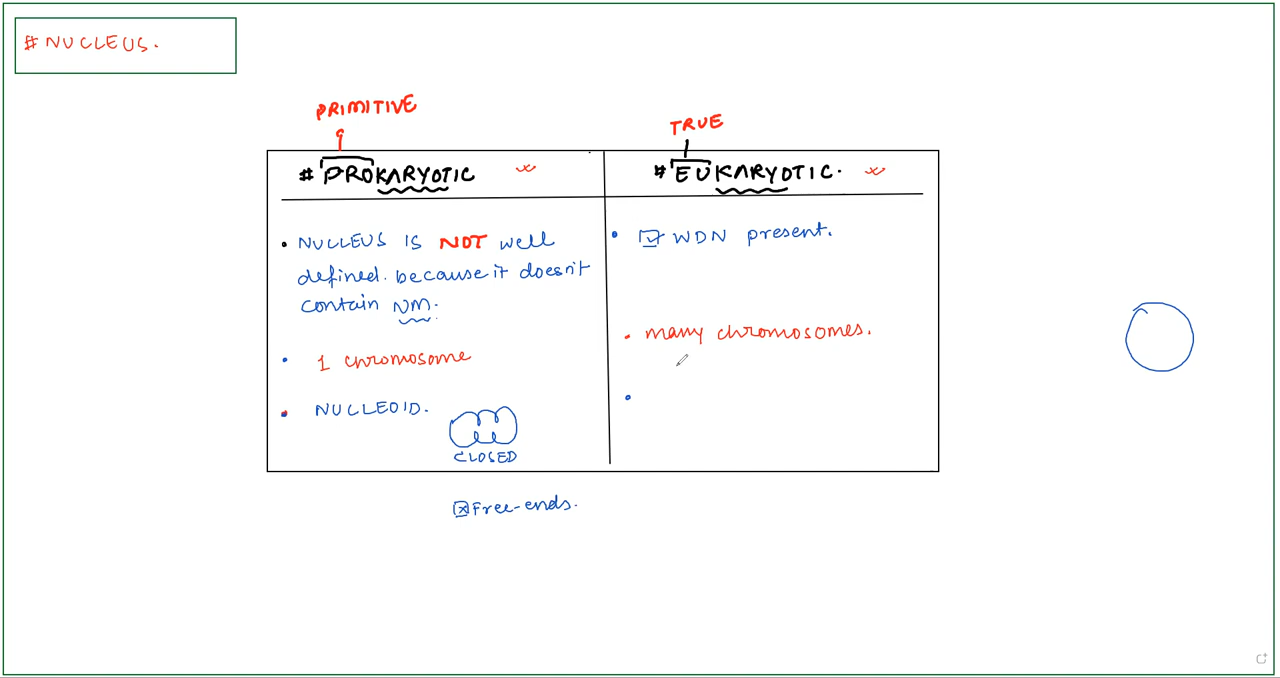 # NUCLEUS.
PRIMITIVE
TRUE
# PROKARYOTIC
# EUKARYOTIC.
• NUCLEUS IS NOT well
defined. because it doesn't
contain NM.
• 1 chromosome
• NUCLEOID.
CLOSED
• WDN present.
• many chromosomes.
Free-ends.